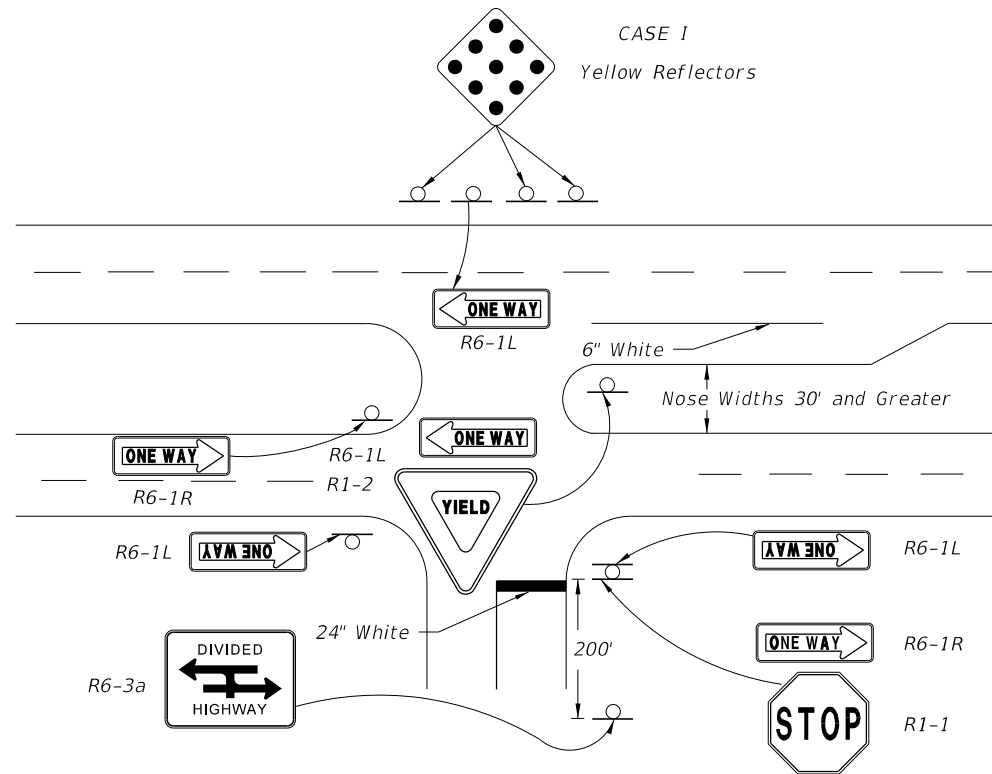 CASE I
Yellow Reflectors
ONE WAY
R6-1L
6" White
Nose Widths 30' and Greater
ONE WAY
ONE WAY
R6-1L
R6-1R
R1-2
YIELD
R6-1L
ONE WAY
ONE WAY
R6-1L
24" White
200'
ONE WAY
R6-1R
DIVIDED
HIGHWAY
R6-3a
STOP
R1-1